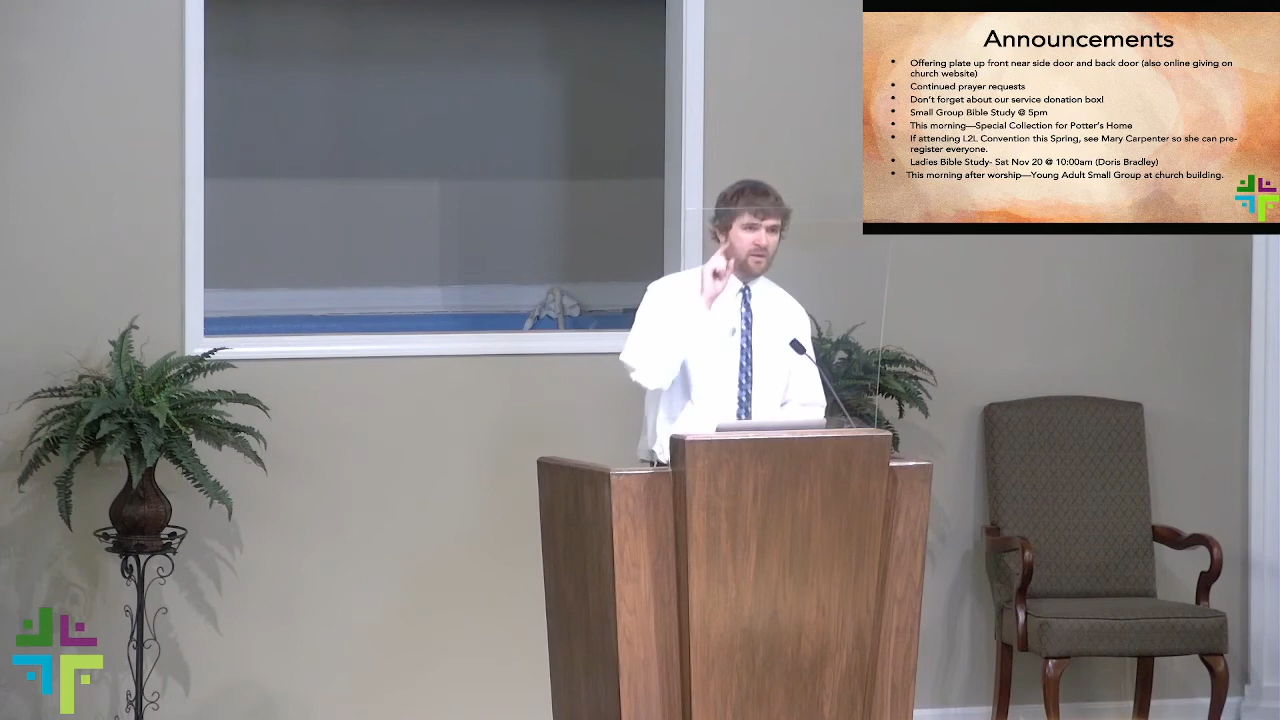 Announcements
• Offering plate up front near side door and back door (also online giving on
church website)
• Continued prayer requests
• Don't forget about our service donation box!
• Small Group Bible Study @ 5pm
• This morning—Special Collection for Potter's Home
• If attending L2L Convention this Spring, see Mary Carpenter so she can pre-
register everyone.
• Ladies Bible Study- Sat Nov 20 @ 10:00am (Doris Bradley)
• This morning after worship—Young Adult Small Group at church building.